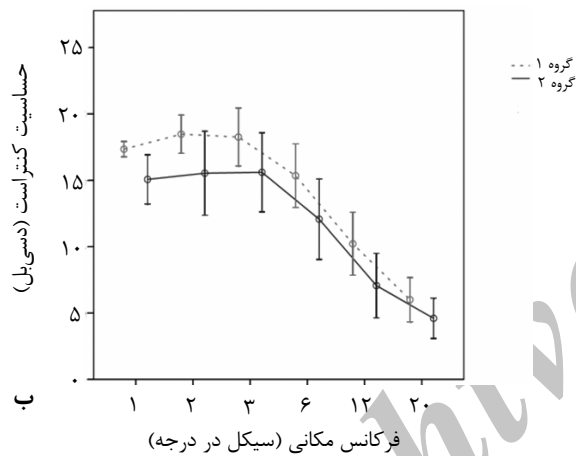 ۲۵
۲۰
۱۵
۱۰
۵
۰
حساسیت کنتراست (دسی‌بل)
گروه ۱
گروه ۲
۱ ۲ ۳ ۶ ۱۲ ۲۰
فرکانس مکانی (سیکل در درجه)
ب